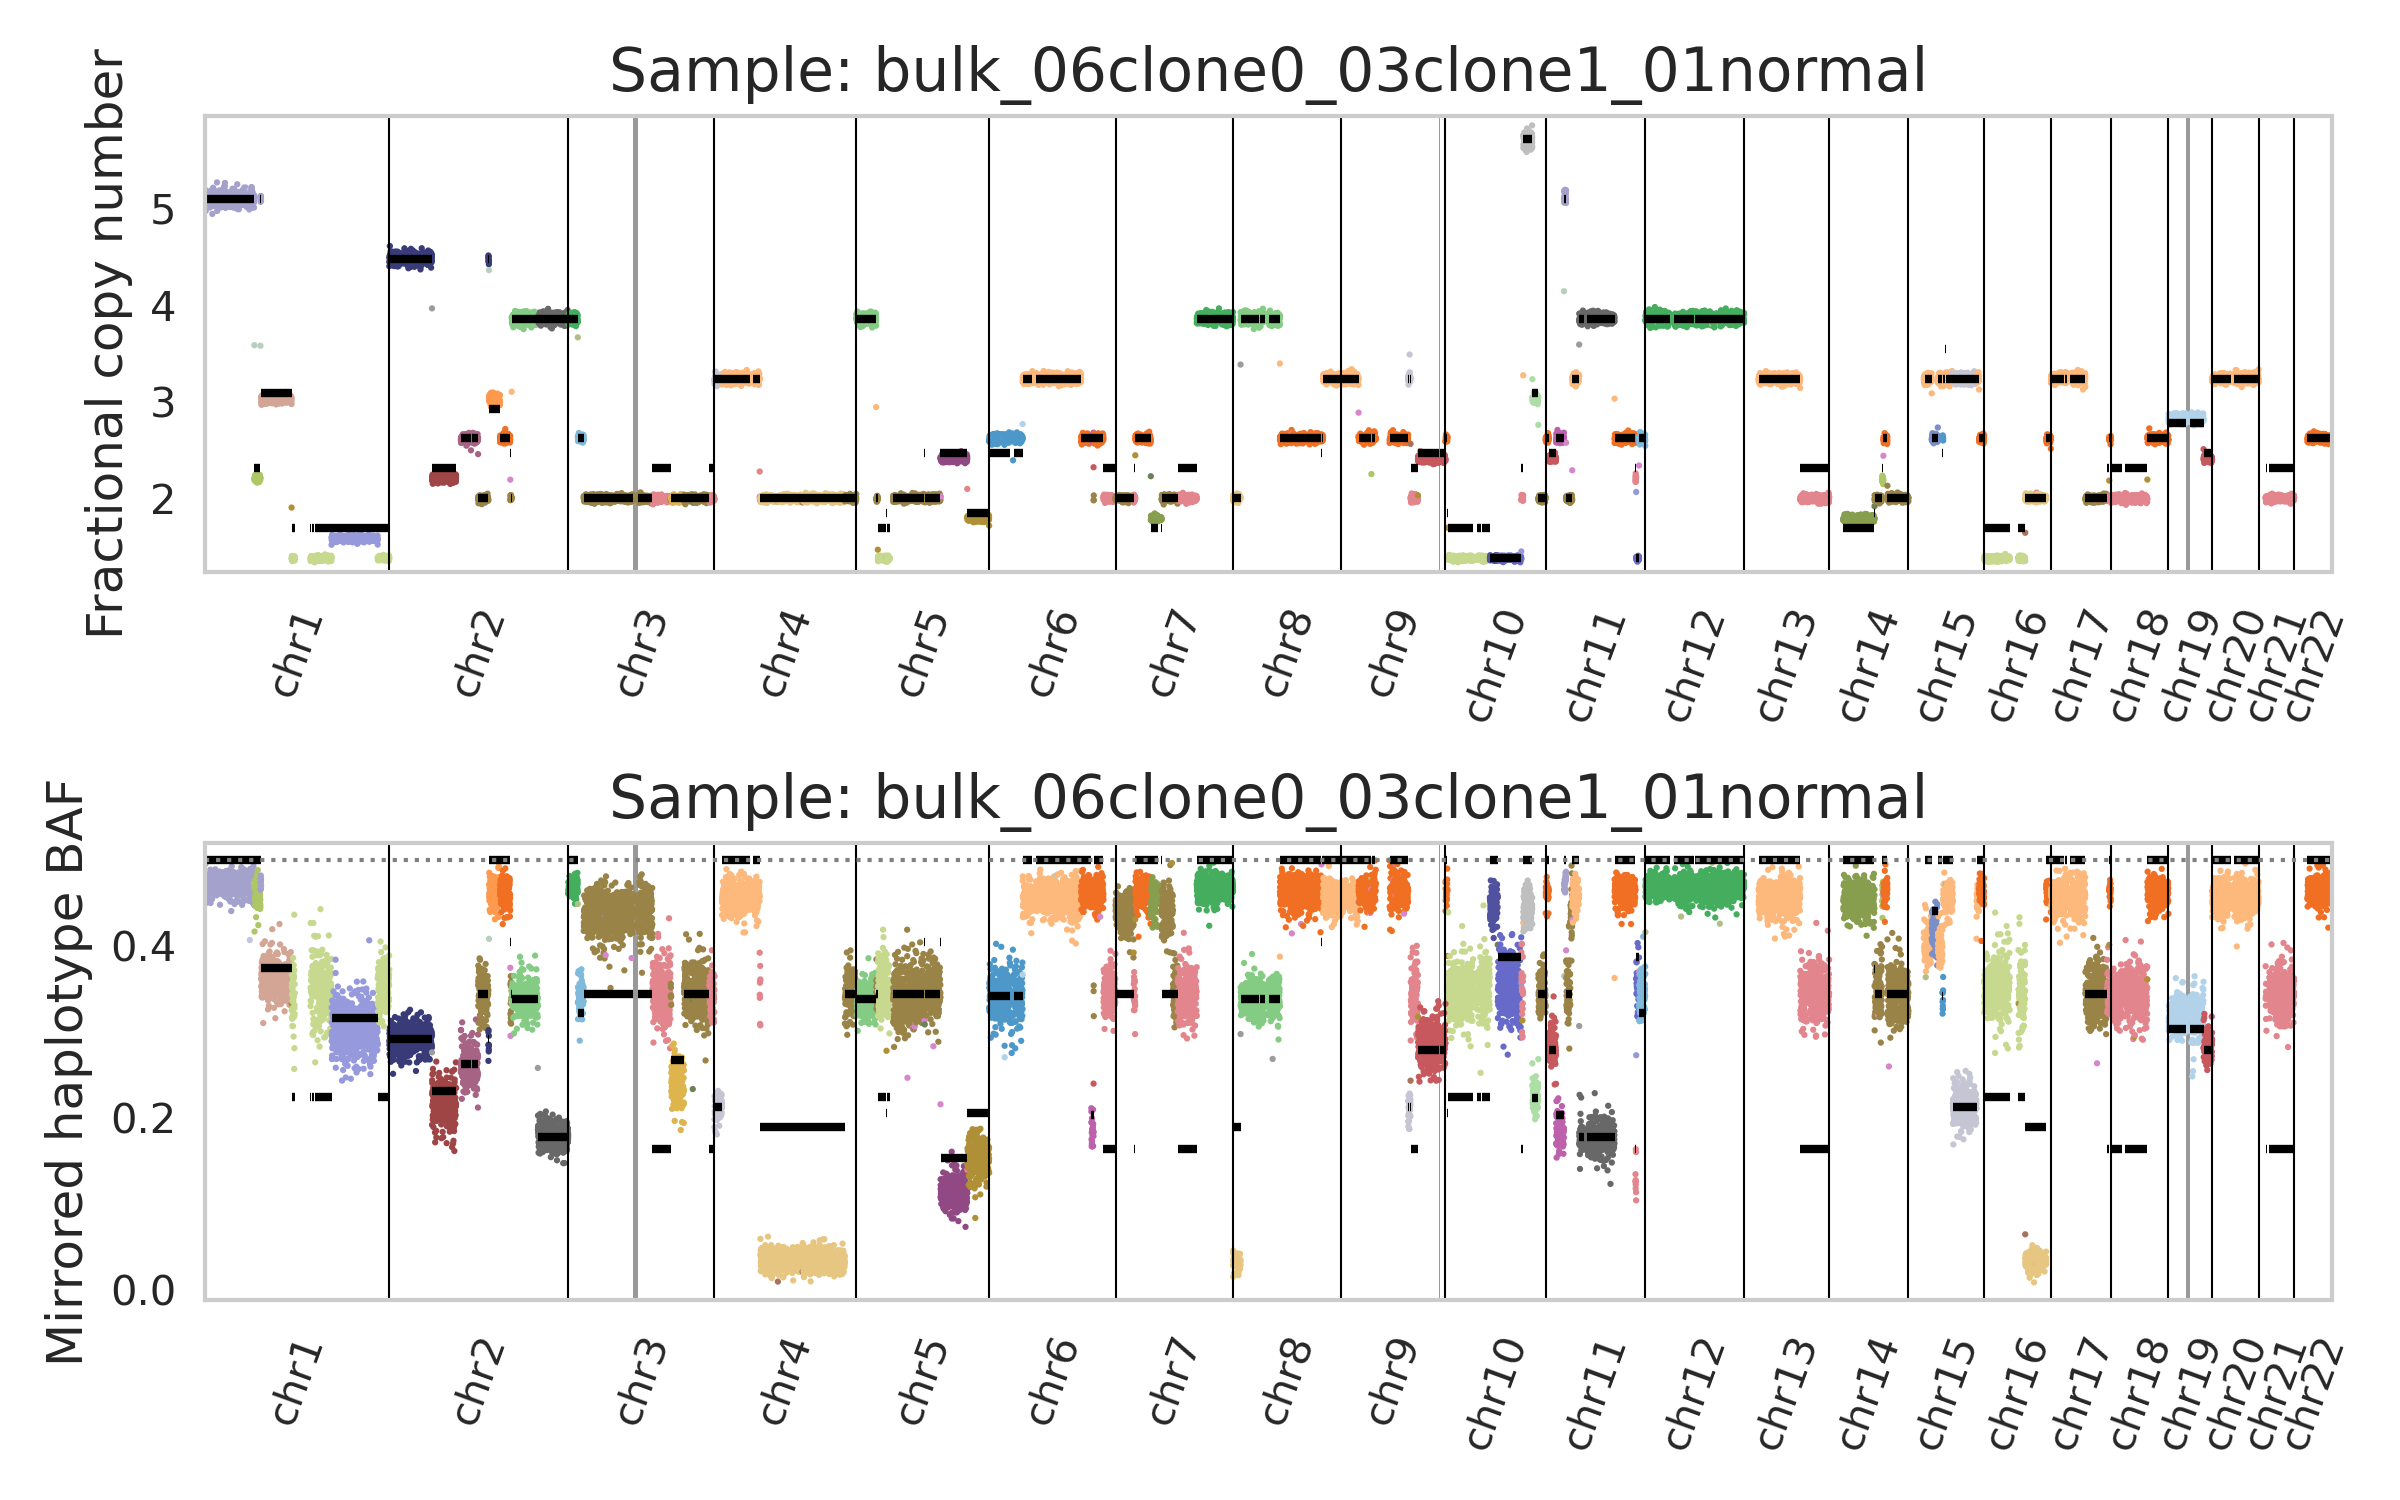 Sample: bulk_06clone0_03clone1_01normal
Fractional copy number
5
4
3
2
chr1
chr2
chr3
chr4
chr5
chr6
chr7
chr8
chr9
chr10
chr11
chr12
chr13
chr14
chr15
chr16
chr17
chr18
chr19
chr20
chr21
chr22
Sample: bulk_06clone0_03clone1_01normal
Mirrored haplotype BAF
0.4
0.2
0.0
chr1
chr2
chr3
chr4
chr5
chr6
chr7
chr8
chr9
chr10
chr11
chr12
chr13
chr14
chr15
chr16
chr17
chr18
chr19
chr20
chr21
chr22